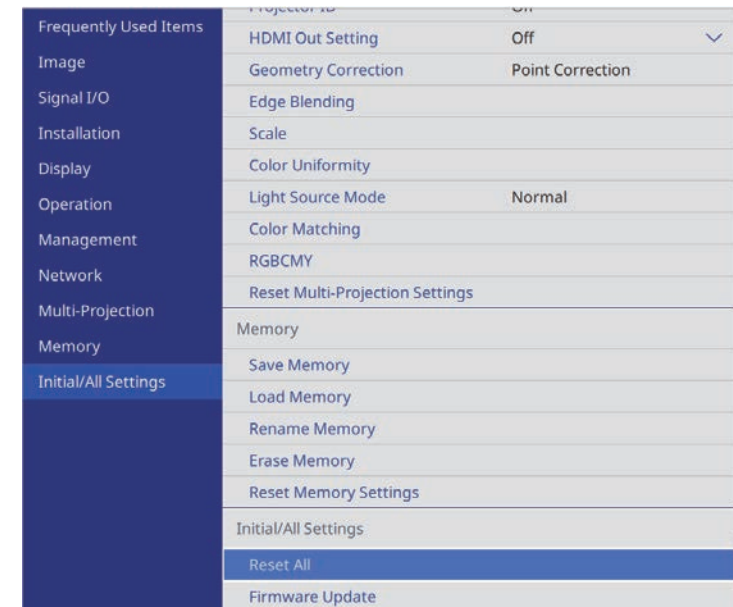 Frequently Used Items
Image
Signal I/O
Installation
Display
Operation
Management
Network
Multi-Projection
Memory
Initial/All Settings
Projector ID Off
HDMI Out Setting Off
Geometry Correction Point Correction
Edge Blending
Scale
Color Uniformity
Light Source Mode Normal
Color Matching
RGBCMY
Reset Multi-Projection Settings
Memory
Save Memory
Load Memory
Rename Memory
Erase Memory
Reset Memory Settings
Initial/All Settings
Reset All
Firmware Update